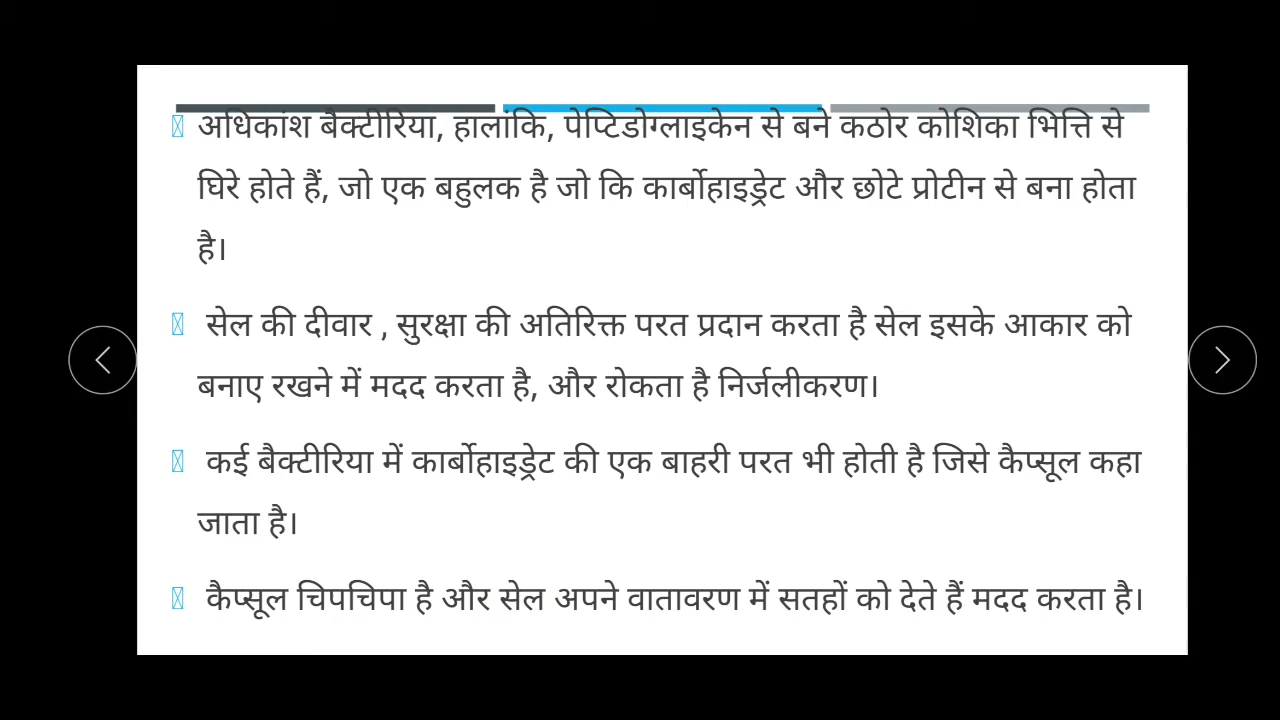 अधिकांश बैक्टीरिया, हालांकि, पेप्टिडोग्लाइकेन से बने कठोर कोशिका भित्ति से
घिरे होते हैं, जो एक बहुलक है जो कि कार्बोहाइड्रेट और छोटे प्रोटीन से बना होता
है।
सेल की दीवार , सुरक्षा की अतिरिक्त परत प्रदान करता है सेल इसके आकार को
बनाए रखने में मदद करता है, और रोकता है निर्जलीकरण।
कई बैक्टीरिया में कार्बोहाइड्रेट की एक बाहरी परत भी होती है जिसे कैप्सूल कहा
जाता है।
कैप्सूल चिपचिपा है और सेल अपने वातावरण में सतहों को देते हैं मदद करता है।